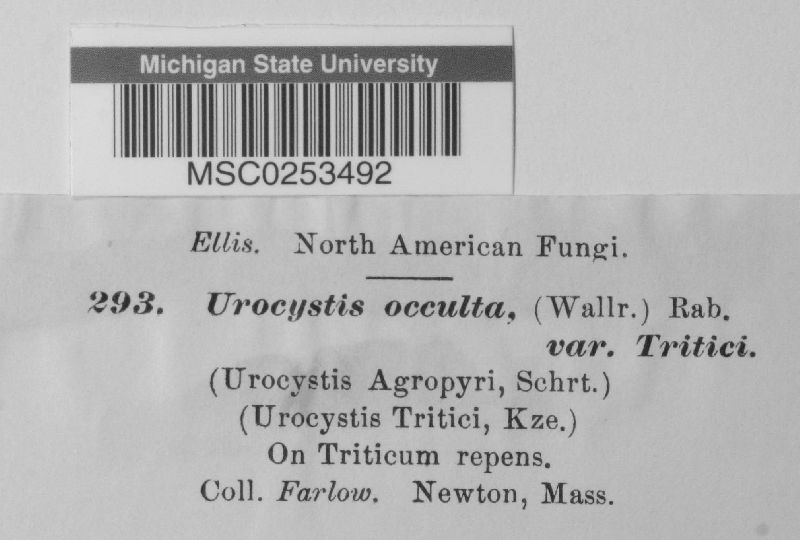 Michigan State University
MSC0253492
Ellis. North American Fungi.
293. Urocystis occulta, (Wallr.) Rab.
var. Tritici.
(Urocystis Agropyri, Schrt.)
(Urocystis Tritici, Kze.)
On Triticum repens.
Coll. Farlow. Newton, Mass.